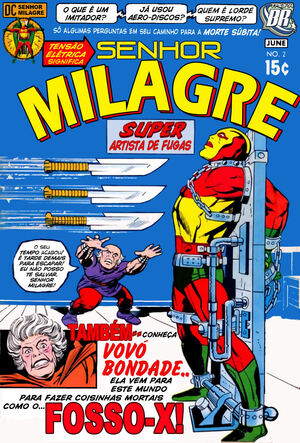 DC
SENHOR
MILAGRE
O QUE É UM
IMITADOR?
JÁ USOU
AERO-DISCOS?
QUEM É LORDE
SUPREMO?
SÓ ALGUMAS PERGUNTAS EM SEU CAMINHO PARA A MORTE SÚBITA!
BR
JUNE
NO. 2
15¢
TENSÃO
ELÉTRICA
SIGNIFICA
SENHOR
MILAGRE
SUPER
ARTISTA DE FUGAS
O SEU
TEMPO ACABOU!
É TARDE DEMAIS
PARA ESCAPAR!
EU NÃO POSSO
TE SALVAR,
SENHOR
MILAGRE!
TAMBÉM-- CONHEÇA
VOVÓ
BONDADE..
ELA VEM PARA
ESTE MUNDO
PARA FAZER COISINHAS MORTAIS
COMO O... FOSSO-X!